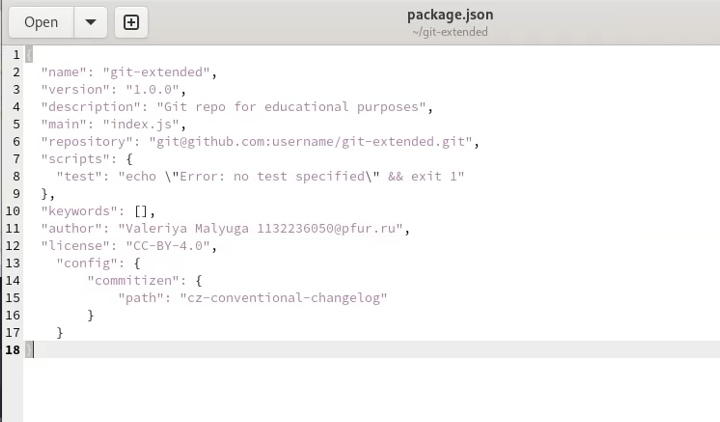 Open
package.json
~/git-extended
1 {
2 "name": "git-extended",
3 "version": "1.0.0",
4 "description": "Git repo for educational purposes",
5 "main": "index.js",
6 "repository": "git@github.com:username/git-extended.git",
7 "scripts": {
8 "test": "echo \"Error: no test specified\" && exit 1"
9 },
10 "keywords": [],
11 "author": "Valeriya Malyuga 1132236050@pfur.ru",
12 "license": "CC-BY-4.0",
13 "config": {
14 "commitizen": {
15 "path": "cz-conventional-changelog"
16 }
17 }
18 }